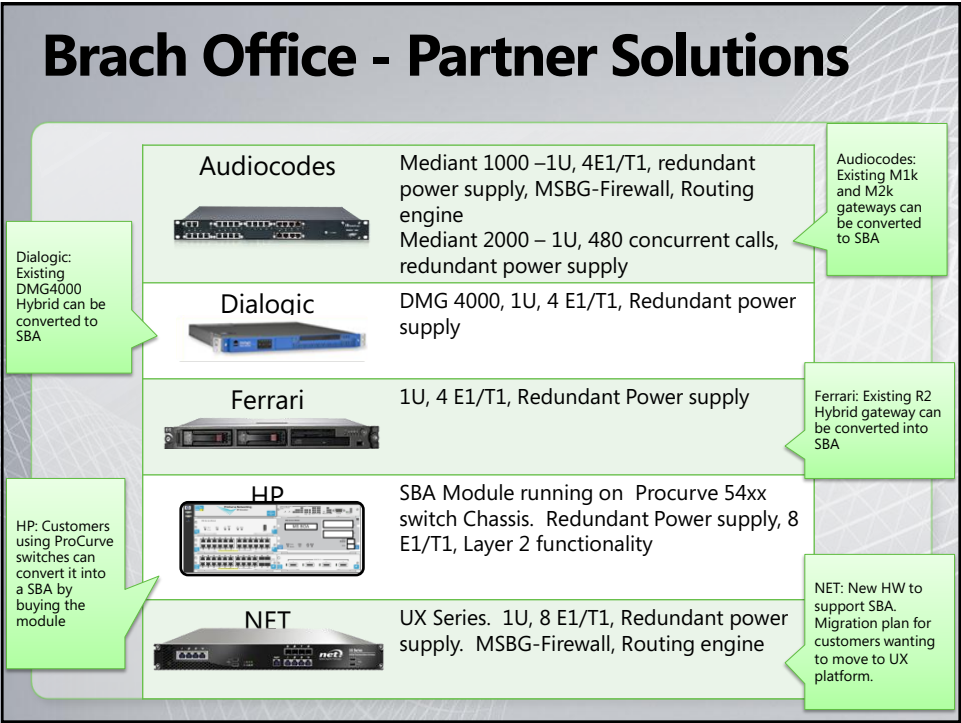 Brach Office - Partner Solutions
Audiocodes
Mediant 1000 –1U, 4E1/T1, redundant
power supply, MSBG-Firewall, Routing
engine
Mediant 2000 – 1U, 480 concurrent calls,
redundant power supply
Audiocodes:
Existing M1k
and M2k
gateways can
be converted
to SBA
Dialogic:
Existing
DMG4000
Hybrid can be
converted to
SBA
Dialogic
DMG 4000, 1U, 4 E1/T1, Redundant power
supply
Ferrari
1U, 4 E1/T1, Redundant Power supply
Ferrari: Existing R2
Hybrid gateway can
be converted into
SBA
HP: Customers
using ProCurve
switches can
convert it into
a SBA by
buying the
module
HP
SBA Module running on Procurve 54xx
switch Chassis. Redundant Power supply, 8
E1/T1, Layer 2 functionality
NET
net
UX Series. 1U, 8 E1/T1, Redundant power
supply. MSBG-Firewall, Routing engine
NET: New HW to
support SBA.
Migration plan for
customers wanting
to move to UX
platform.